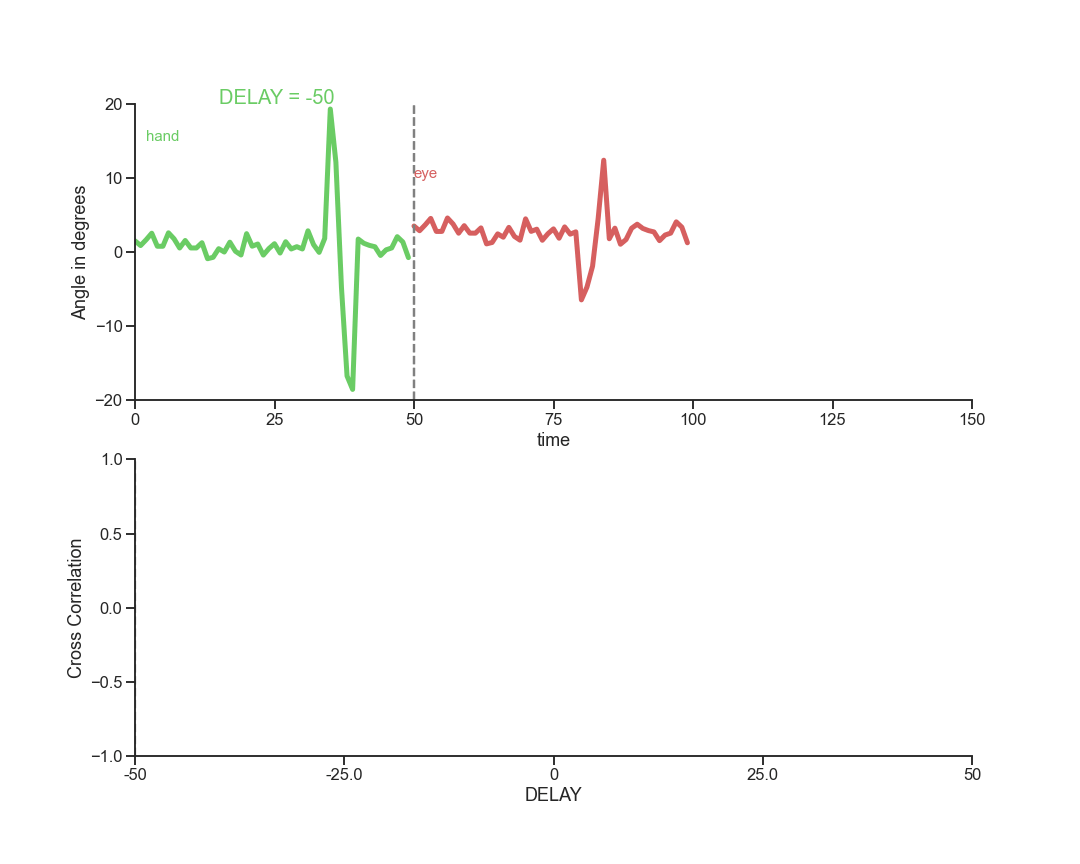 DELAY = -50
20
hand
10
eye
0
−10
−20
Angle in degrees
0 25 50 75 100 125 150
time
1.0
0.5
0.0
−0.5
−1.0
Cross Correlation
-50 -25.0 0 25.0 50
DELAY